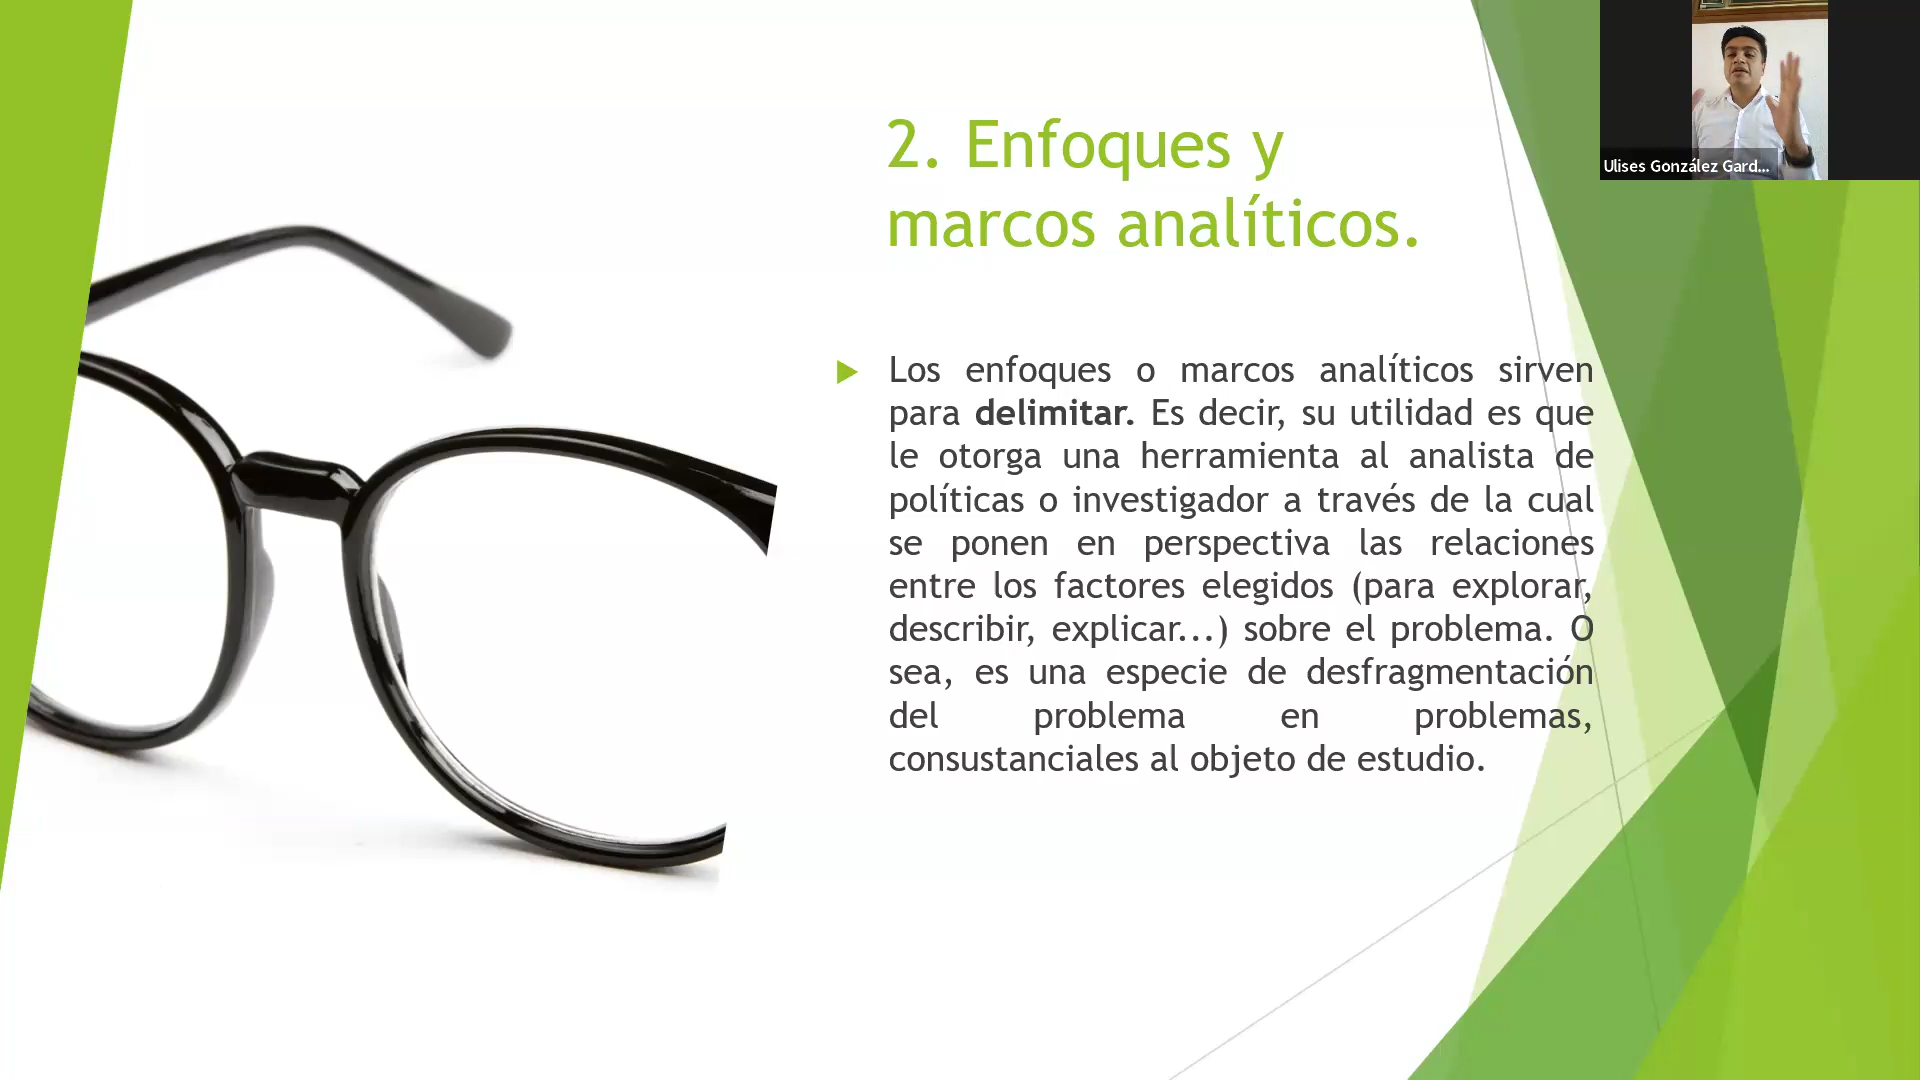 2. Enfoques y
marcos analíticos.
Los enfoques o marcos analíticos sirven
para delimitar. Es decir, su utilidad es que
le otorga una herramienta al analista de
políticas o investigador a través de la cual
se ponen en perspectiva las relaciones
entre los factores elegidos (para explorar,
describir, explicar...) sobre el problema. O
sea, es una especie de desfragmentación
del problema en problemas,
consustanciales al objeto de estudio.
Ulises González Gard...